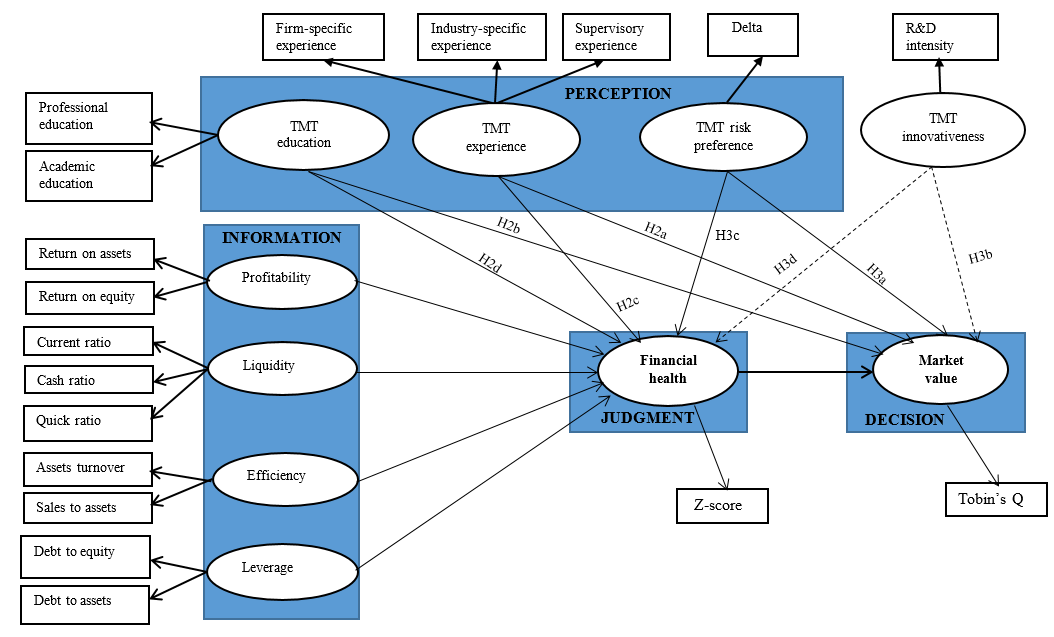 Firm-specific
experience
Industry-specific
experience
Supervisory
experience
Delta
R&D
intensity
PERCEPTION
Professional
education
Academic
education
TMT
education
TMT
experience
TMT risk
preference
TMT
innovativeness
H2b
H2a
H3c
H3d
H3a
H3b
H2d
H2c
INFORMATION
Return on assets
Return on equity
Profitability
Current ratio
Cash ratio
Quick ratio
Liquidity
Financial
health
JUDGMENT
Market
value
DECISION
Assets turnover
Sales to assets
Efficiency
Z-score
Tobin's Q
Debt to equity
Debt to assets
Leverage